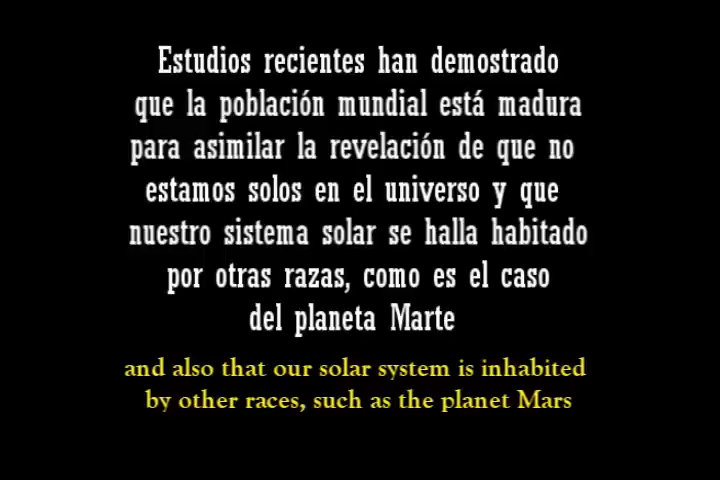 Estudios recientes han demostrado
que la población mundial está madura
para asimilar la revelación de que no
estamos solos en el universo y que
nuestro sistema solar se halla habitado
por otras razas, como es el caso
del planeta Marte
and also that our solar system is inhabited
by other races, such as the planet Mars